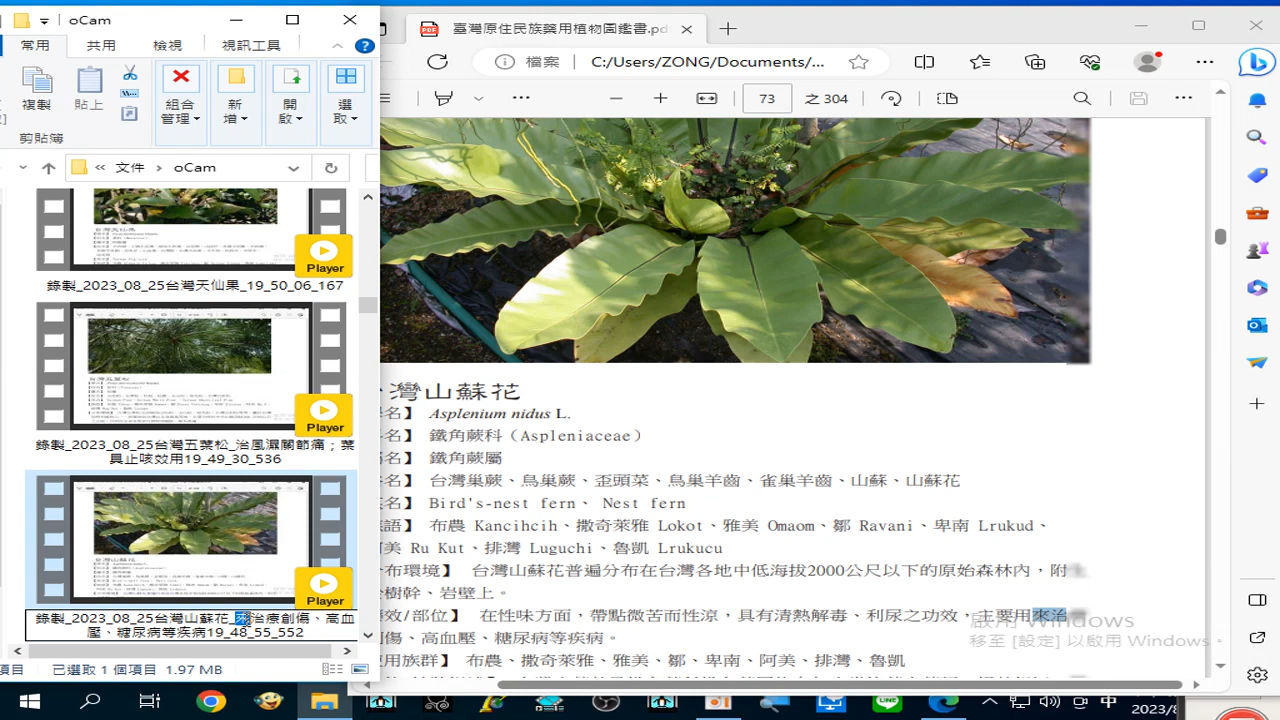 oCam
常用 共用 檢視 視訊工具
複製 貼上
組合管理 新增 開啟 選取
剪貼簿
« 文件 › oCam
Player
錄製_2023_08_25台灣天仙果_19_50_06_167
Player
錄製_2023_08_25台灣五葉松_治風濕關節痛；葉
具止咳效用19_49_30_536
Player
錄製_2023_08_25台灣山蘇花_來治療創傷、高血
壓、糖尿病等疾病19_48_55_552
項目 已選取 1 個項目 1.97 MB
臺灣原住民族藥用植物圖鑑書.pd
檔案 C:/Users/ZONG/Documents/...
73 之 304
灣山蘇花
名】 Asplenium nidus L.
名】 鐵角蕨科（Aspleniaceae）
名】 鐵角蕨屬
名】 台灣巢蕨、鳥巢蕨、歪頭菜、鳥巢羊齒、雀巢羊齒、山蘇、山蘇花
名】 Bird's-nest fern、 Nest fern
語】 布農 Kancihcih、撒奇萊雅 Lokot、雅美 Omaom、鄒 Ravani、卑南 Lrukud、
美 Ru Kut、排灣 Luguchi、魯凱 Lrukucu
布環境】 台灣山蘇花普遍分布在台灣各地中低海拔2000公尺以下的原始森林內，附
樹幹、岩壁上。
效/部位】 在性味方面，帶點微苦而性涼，具有清熱解毒、利尿之功效，主要用來治
傷、高血壓、糖尿病等疾病。
用族群】 布農、撒奇萊雅、雅美、鄒、卑南、阿美、排灣、魯凱
啟用 Windows
移至 [設定] 以啟用 Windows。
中
2023/8